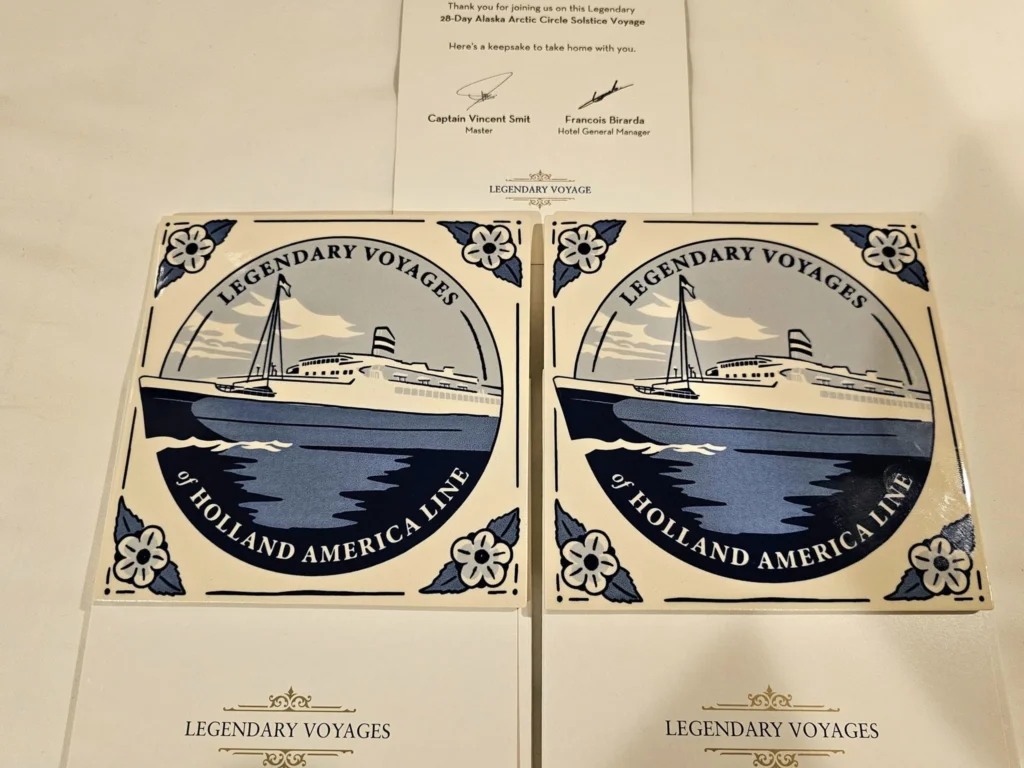 Thank you for joining us on this Legendary
28-Day Alaska Arctic Circle Solstice Voyage
Here's a keepsake to take home with you.
Captain Vincent Smit
Master
Francois Birarda
Hotel General Manager
LEGENDARY VOYAGE
LEGENDARY VOYAGES
of HOLLAND AMERICA LINE
LEGENDARY VOYAGES
of HOLLAND AMERICA LINE
LEGENDARY VOYAGES
LEGENDARY VOYAGES